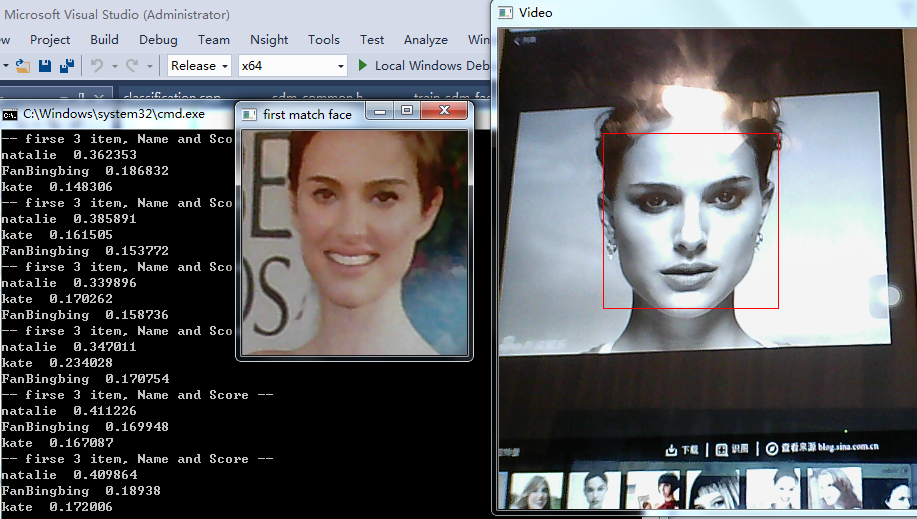 Microsoft Visual Studio (Administrator)
Project Build Debug Team Nsight Tools Test Analyze
Release x64 Local Windows Deb
C:\Windows\system32\cmd.exe
-- firse 3 item, Name and Sco
natalie 0.362353
FanBingbing 0.186832
kate 0.148306
-- firse 3 item, Name and Sco
natalie 0.385891
kate 0.161505
FanBingbing 0.153772
-- firse 3 item, Name and Sco
natalie 0.339896
kate 0.170262
FanBingbing 0.158736
-- firse 3 item, Name and Sco
natalie 0.347011
kate 0.234028
FanBingbing 0.170754
-- firse 3 item, Name and Score --
natalie 0.411226
FanBingbing 0.169948
kate 0.167087
-- firse 3 item, Name and Score --
natalie 0.409864
FanBingbing 0.18938
kate 0.172006
first match face
Video
下载 识图 查看来源 blog.sina.com.cn